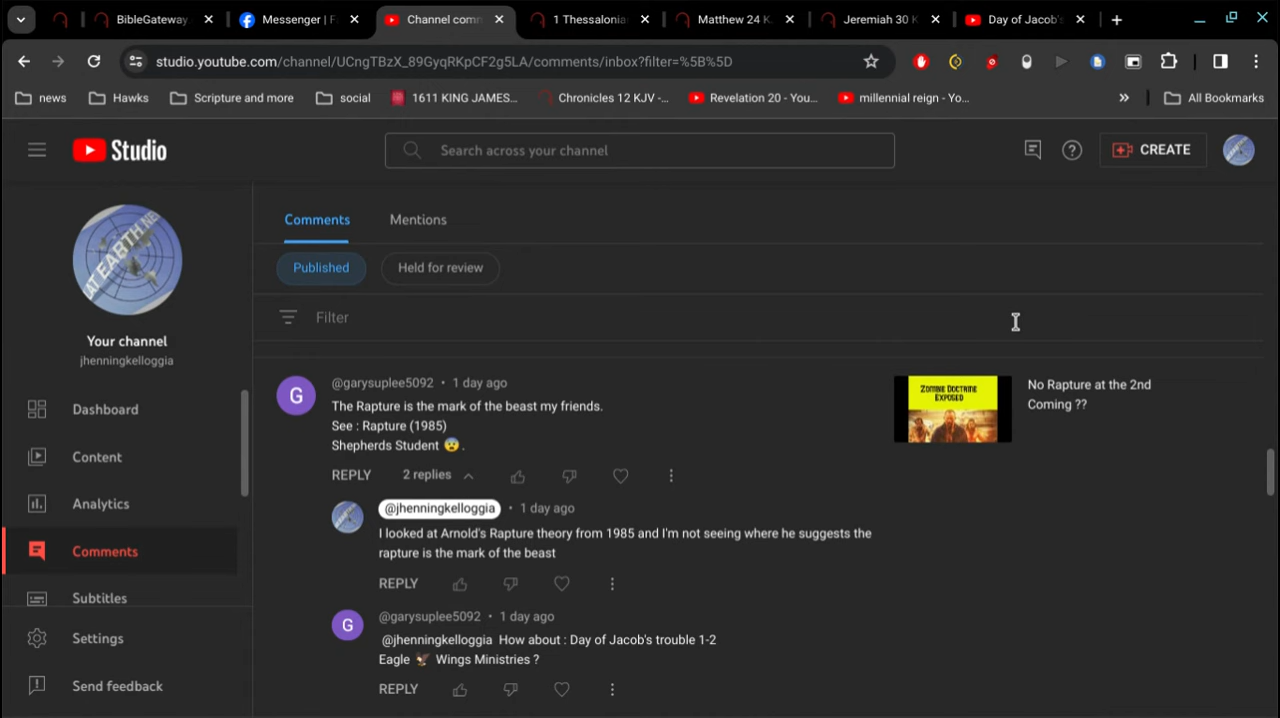 BibleGateway
Messenger | F
Channel com
1 Thessalonia
Matthew 24 K
Jeremiah 30 K
Day of Jacob's
studio.youtube.com/channel/UCngTBzX_89GyqRKpCF2g5LA/comments/inbox?filter=%5B%5D
news
Hawks
Scripture and more
social
1611 KING JAMES...
Chronicles 12 KJV -...
Revelation 20 - You...
millennial reign - Yo...
All Bookmarks
Studio
Search across your channel
CREATE
AT EARTH.NE
Your channel
jhenningkelloggia
Dashboard
Content
Analytics
Comments
Subtitles
Settings
Send feedback
Comments
Mentions
Published
Held for review
Filter
G
@garysuplee5092 • 1 day ago
The Rapture is the mark of the beast my friends.
See : Rapture (1985)
Shepherds Student 😨 .
REPLY
2 replies
ZOMBIE DOCTRINE
EXPOSED
No Rapture at the 2nd
Coming ??
@jhenningkelloggia • 1 day ago
I looked at Arnold's Rapture theory from 1985 and I'm not seeing where he suggests the
rapture is the mark of the beast
REPLY
G
@garysuplee5092 • 1 day ago
@jhenningkelloggia How about : Day of Jacob's trouble 1-2
Eagle 🦅 Wings Ministries ?
REPLY